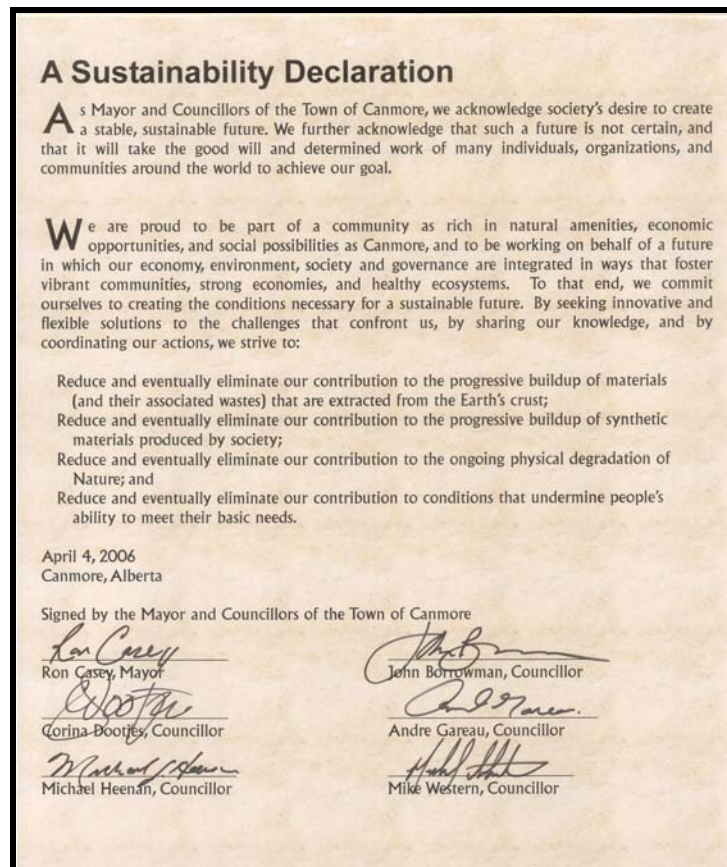 A Sustainability Declaration
As Mayor and Councillors of the Town of Canmore, we acknowledge society's desire to create
a stable, sustainable future. We further acknowledge that such a future is not certain, and
that it will take the good will and determined work of many individuals, organizations, and
communities around the world to achieve our goal.
We are proud to be part of a community as rich in natural amenities, economic
opportunities, and social possibilities as Canmore, and to be working on behalf of a future
in which our economy, environment, society and governance are integrated in ways that foster
vibrant communities, strong economies, and healthy ecosystems. To that end, we commit
ourselves to creating the conditions necessary for a sustainable future. By seeking innovative and
flexible solutions to the challenges that confront us, by sharing our knowledge, and by
coordinating our actions, we strive to:
Reduce and eventually eliminate our contribution to the progressive buildup of materials
(and their associated wastes) that are extracted from the Earth's crust;
Reduce and eventually eliminate our contribution to the progressive buildup of synthetic
materials produced by society;
Reduce and eventually eliminate our contribution to the ongoing physical degradation of
Nature; and
Reduce and eventually eliminate our contribution to conditions that undermine people's
ability to meet their basic needs.
April 4, 2006
Canmore, Alberta
Signed by the Mayor and Councillors of the Town of Canmore
Ron Casey
Ron Casey, Mayor
John Borrowman, Councillor
Corina Dootjes, Councillor
Andre Gareau, Councillor
Michael Heenan, Councillor
Mike Western, Councillor